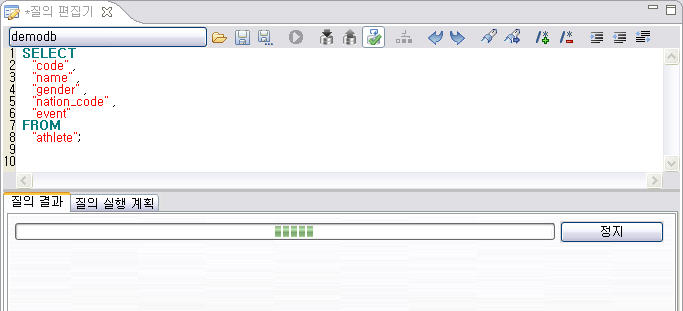 *질의 편집기
demodb
1 SELECT
2 "code",
3 "name",
4 "gender",
5 "nation_code",
6 "event"
7 FROM
8 "athlete";
9
10
질의 결과 질의 실행 계획
정지